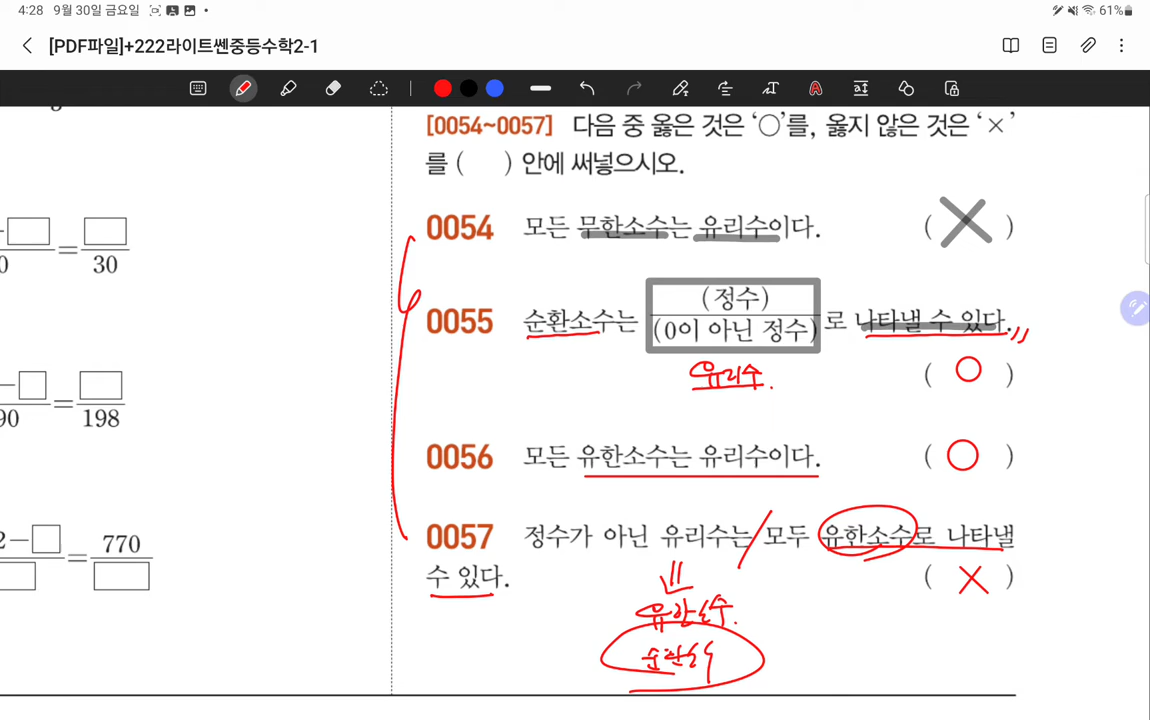 4:28 9월 30일 금요일 61%
[PDF파일]+222라이트쎈중등수학2-1
[0054~0057] 다음 중 옳은 것은 ‘○’를, 옳지 않은 것은 ‘×’
를 ( ) 안에 써넣으시오.
0054 모든 무한소수는 유리수이다. ( × )
0055 순환소수는 (정수)/(0이 아닌 정수)로 나타낼 수 있다.
유리수. ( ○ )
0056 모든 유한소수는 유리수이다. ( ○ )
0057 정수가 아닌 유리수는 / 모두 유한소수로 나타낼
수 있다. ( × )
유한소수.
순환소수
-□/0 = □/30
-□/90 = □/198
2-□/□ = 770/□